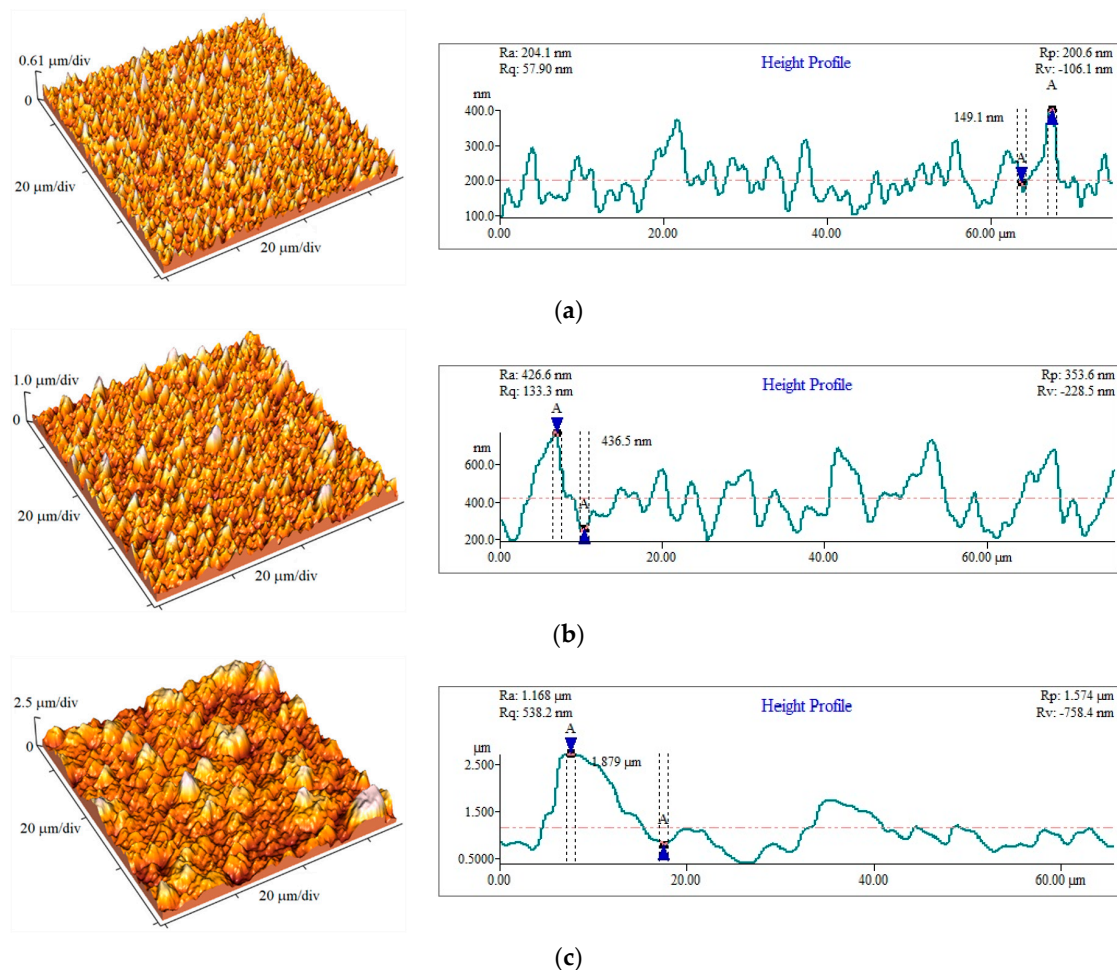 0.61 µm/div
0
20 µm/div
20 µm/div
Ra: 204.1 nm
Rq: 57.90 nm
Height Profile
Rp: 200.6 nm
Rv: -106.1 nm
nm
400.0
300.0
200.0
100.0
149.1 nm
A
A
0.00
20.00
40.00
60.00 µm
(a)
1.0 µm/div
0
20 µm/div
20 µm/div
Ra: 426.6 nm
Rq: 133.3 nm
Height Profile
Rp: 353.6 nm
Rv: -228.5 nm
nm
600.0
400.0
200.0
A
436.5 nm
A
0.00
20.00
40.00
60.00 µm
(b)
2.5 µm/div
0
20 µm/div
20 µm/div
Ra: 1.168 µm
Rq: 538.2 nm
Height Profile
Rp: 1.574 µm
Rv: -758.4 nm
µm
2.500
1.500
0.5000
A
1.879 µm
A
0.00
20.00
40.00
60.00 µm
(c)